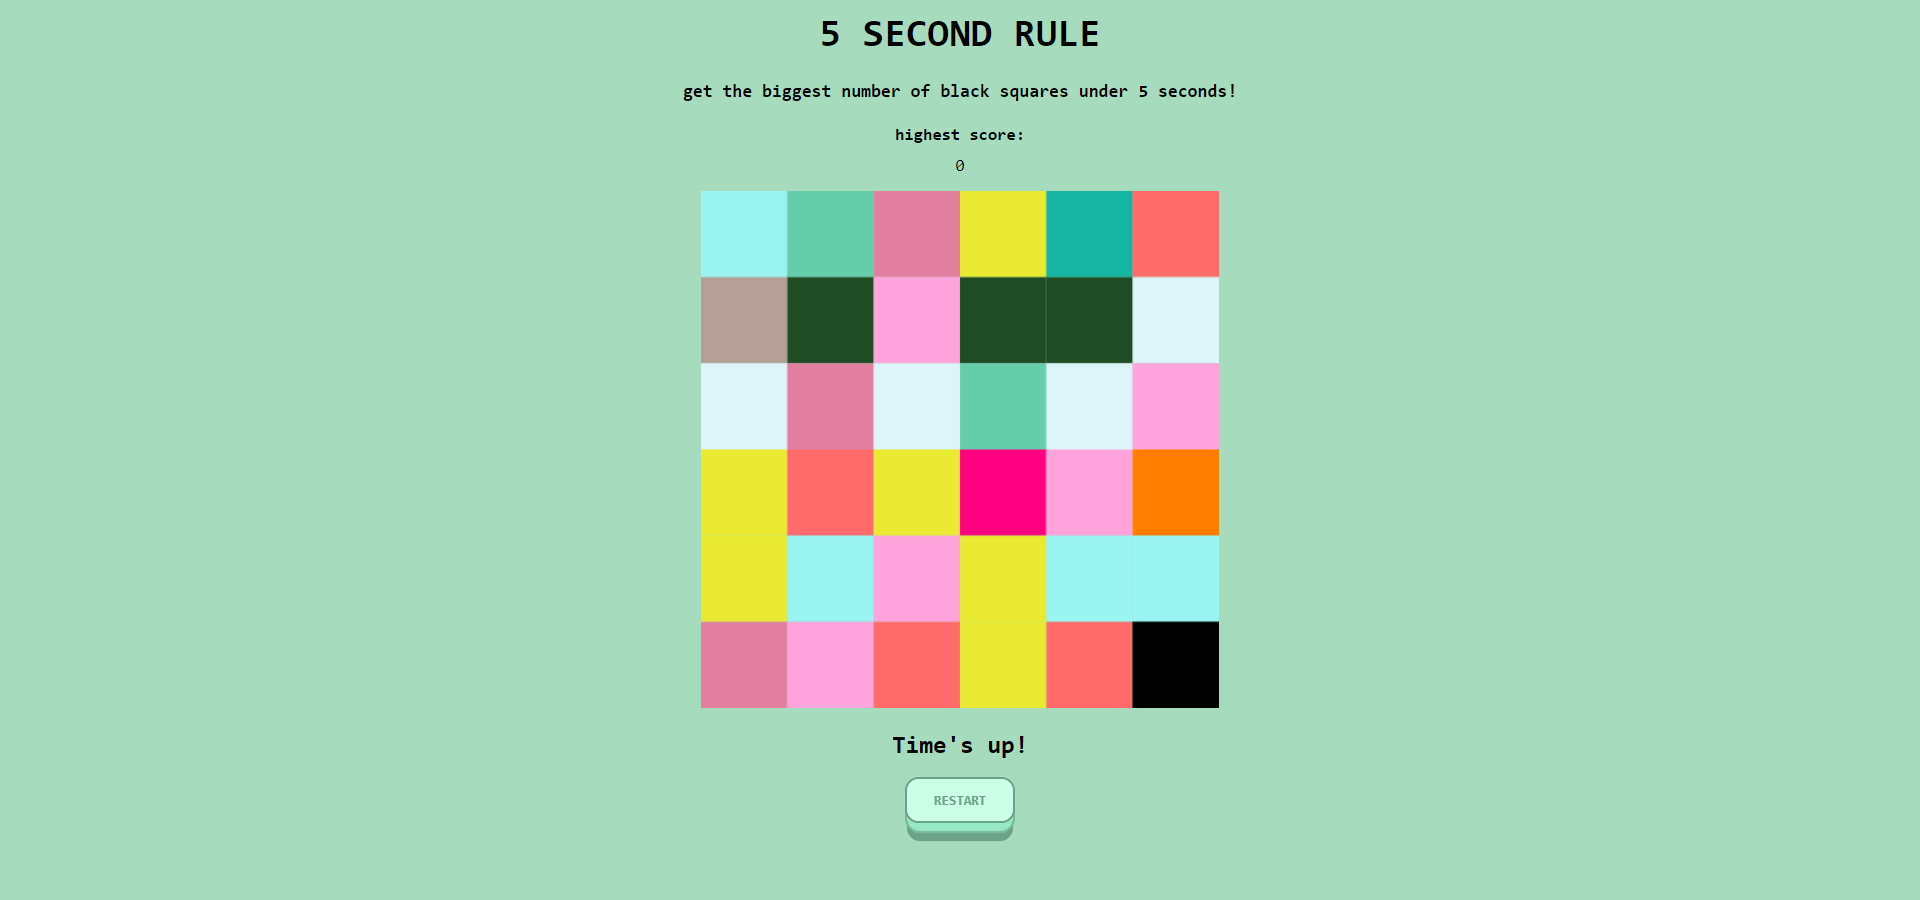 5 SECOND RULE
get the biggest number of black squares under 5 seconds!
highest score:
0
Time's up!
RESTART